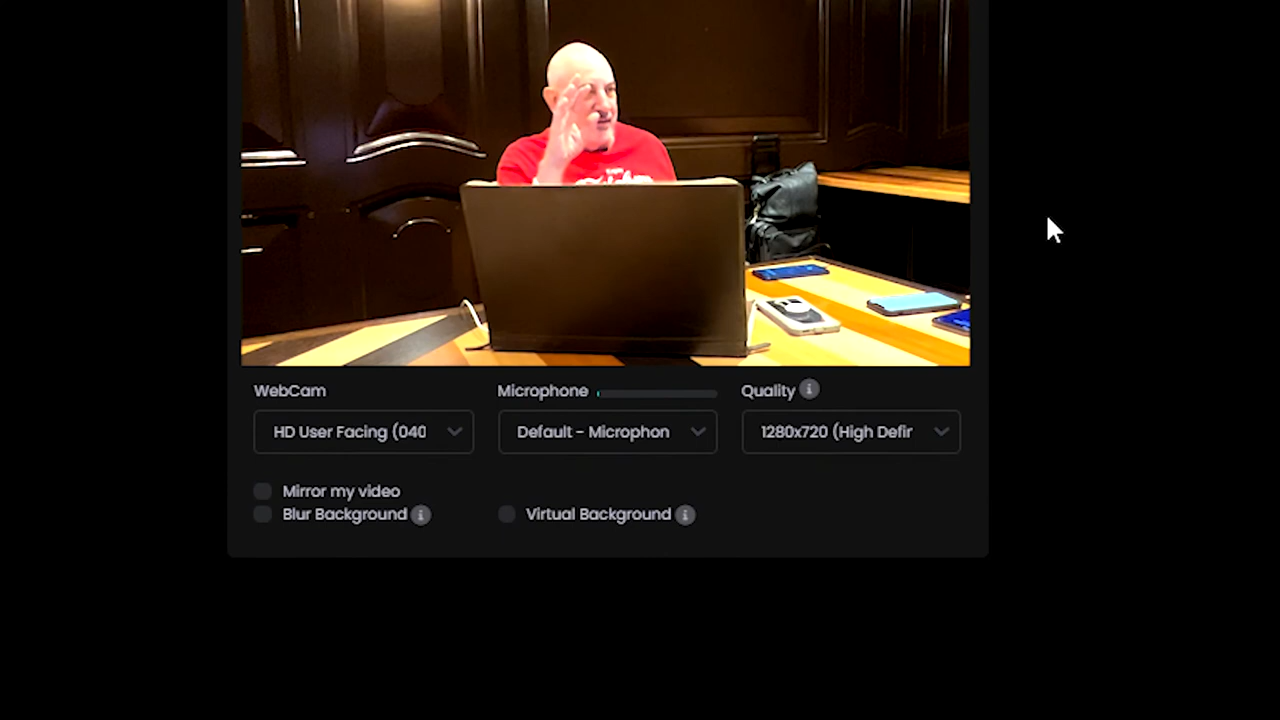 WebCam
Microphone
Quality
HD User Facing (040
Default - Microphon
1280x720 (High Defir
Mirror my video
Blur Background
Virtual Background